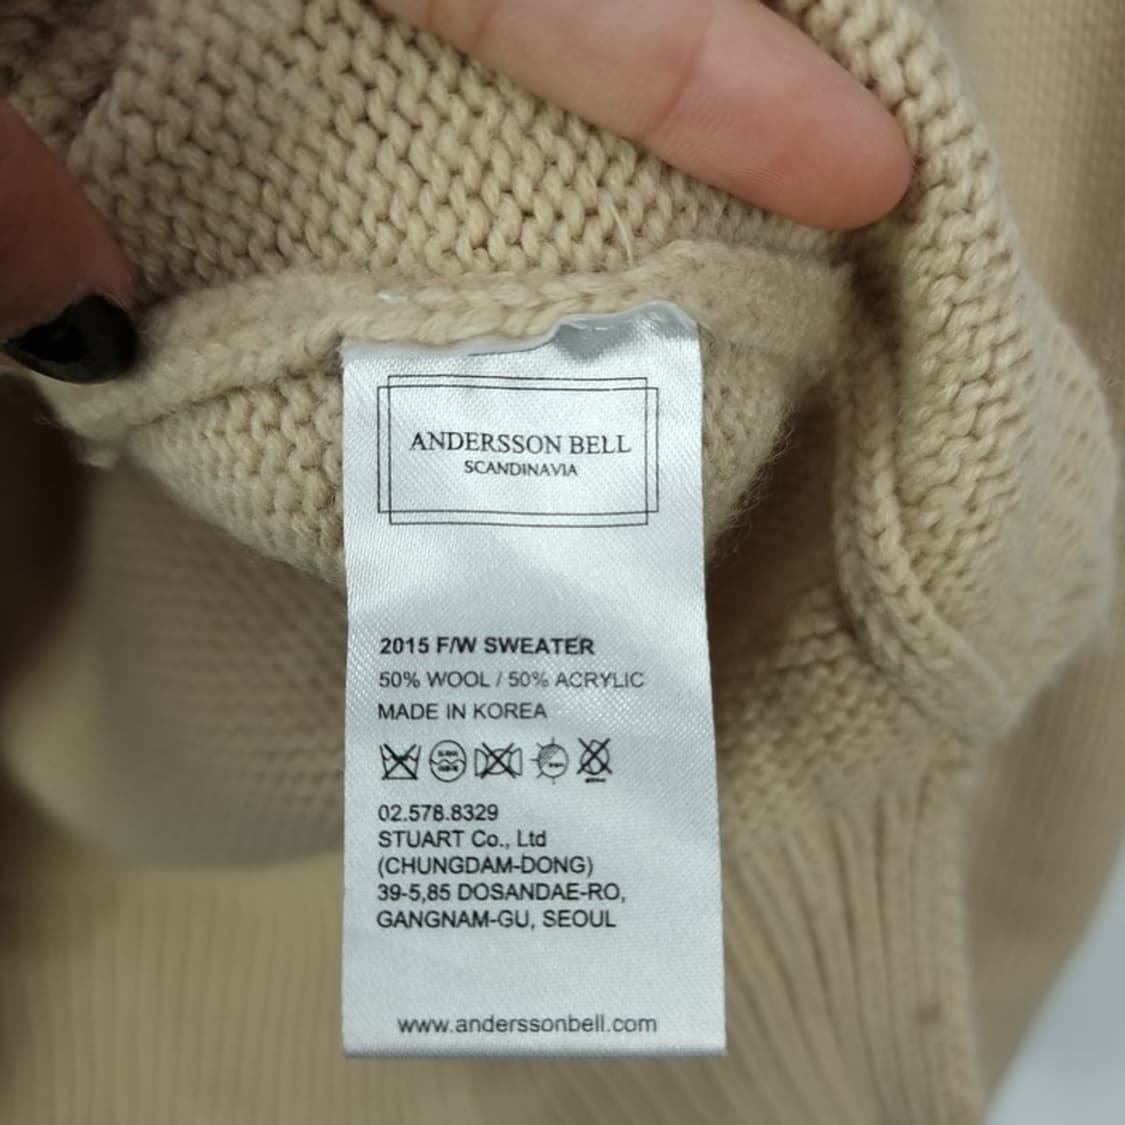 ANDERSSON BELL
SCANDINAVIA
2015 F/W SWEATER
50% WOOL / 50% ACRYLIC
MADE IN KOREA
02.578.8329
STUART Co., Ltd
(CHUNGDAM-DONG)
39-5,85 DOSANDAE-RO,
GANGNAM-GU, SEOUL
www.anderssonbell.com